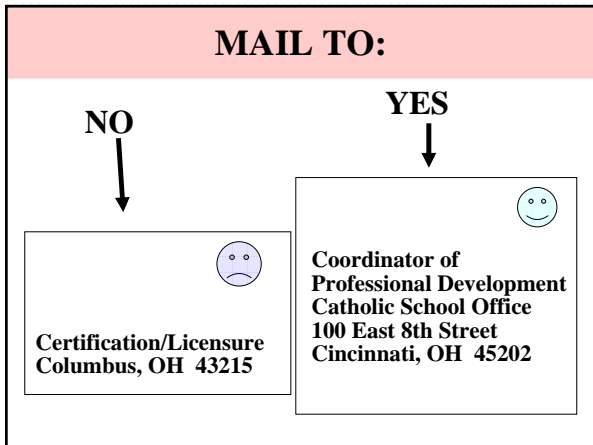 MAIL TO:
NO
YES
Certification/Licensure
Columbus, OH  43215
Coordinator of
Professional Development
Catholic School Office
100 East 8th Street
Cincinnati, OH  45202